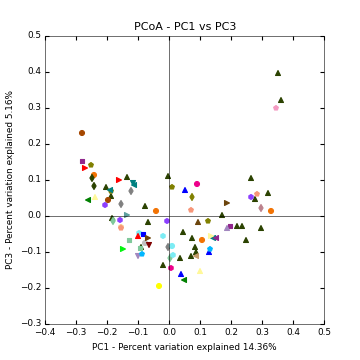 PCoA - PC1 vs PC3
0.5
0.4
0.3
0.2
0.1
0.0
−0.1
−0.2
−0.3
PC3 - Percent variation explained 5.16%
−0.4 −0.3 −0.2 −0.1 0.0 0.1 0.2 0.3 0.4 0.5
PC1 - Percent variation explained 14.36%